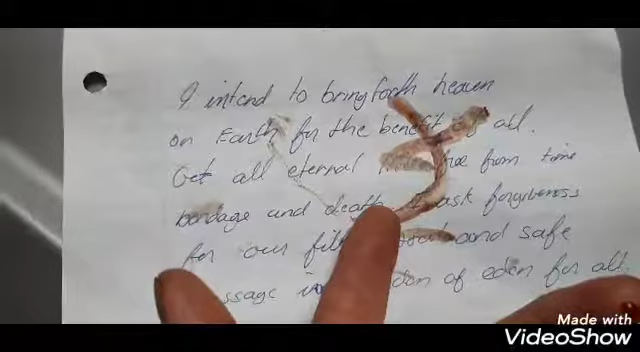 I intend to bring forth heaven
on Earth for the benefit of all.
Get all eternal free from time
bondage and death I ask forgiveness
for our and safe
of eden for all
Made with
VideoShow